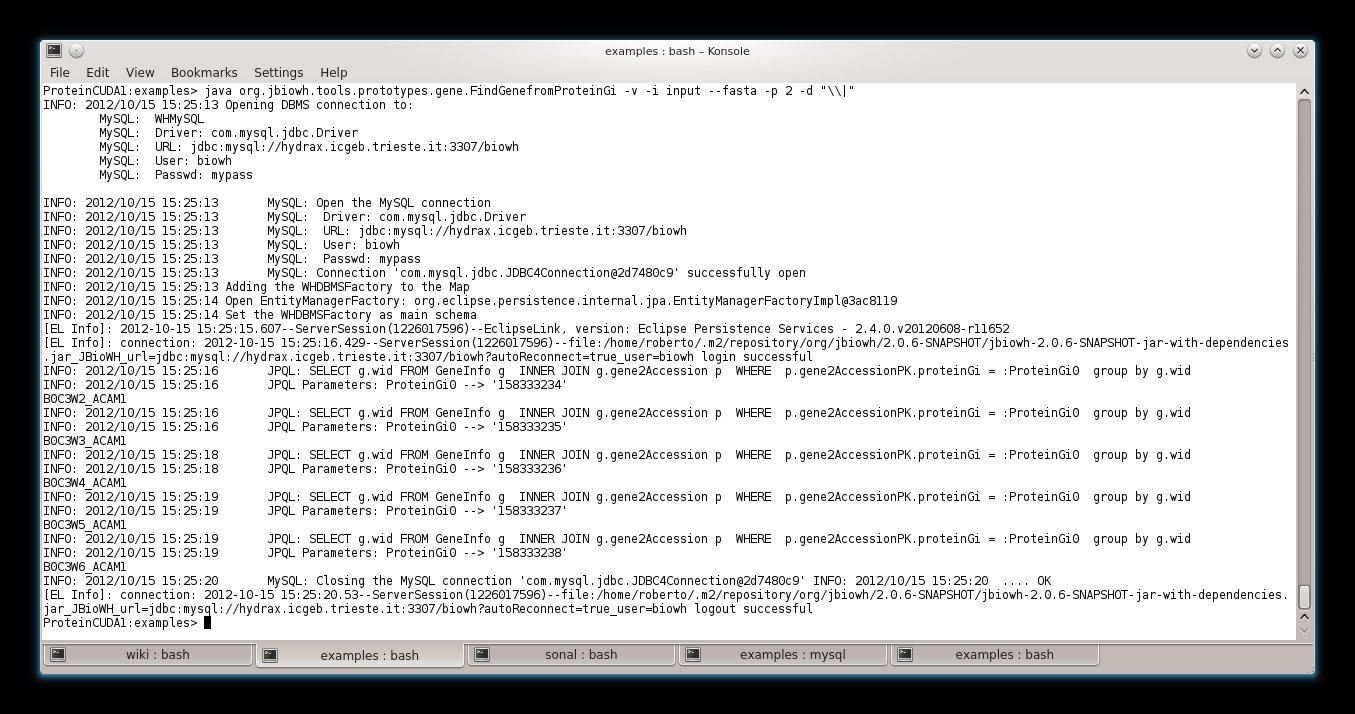 examples : bash – Konsole
File Edit View Bookmarks Settings Help
ProteinCUDA1:examples> java org.jbiowh.tools.prototypes.gene.FindGenefromProteinGi -v -i input --fasta -p 2 -d "\\|"
INFO: 2012/10/15 15:25:13 Opening DBMS connection to:
MySQL: WHMySQL
MySQL: Driver: com.mysql.jdbc.Driver
MySQL: URL: jdbc:mysql://hydrax.icgeb.trieste.it:3307/biowh
MySQL: User: biowh
MySQL: Passwd: mypass
INFO: 2012/10/15 15:25:13 MySQL: Open the MySQL connection
INFO: 2012/10/15 15:25:13 MySQL: Driver: com.mysql.jdbc.Driver
INFO: 2012/10/15 15:25:13 MySQL: URL: jdbc:mysql://hydrax.icgeb.trieste.it:3307/biowh
INFO: 2012/10/15 15:25:13 MySQL: User: biowh
INFO: 2012/10/15 15:25:13 MySQL: Passwd: mypass
INFO: 2012/10/15 15:25:13 MySQL: Connection 'com.mysql.jdbc.JDBC4Connection@2d7480c9' successfully open
INFO: 2012/10/15 15:25:13 Adding the WHDBMSFactory to the Map
INFO: 2012/10/15 15:25:14 Open EntityManagerFactory: org.eclipse.persistence.internal.jpa.EntityManagerFactoryImpl@3ac8119
INFO: 2012/10/15 15:25:14 Set the WHDBMSFactory as main schema
[EL Info]: 2012-10-15 15:25:15.607--ServerSession(1226017596)--EclipseLink, version: Eclipse Persistence Services - 2.4.0.v20120608-r11652
[EL Info]: connection: 2012-10-15 15:25:16.429--ServerSession(1226017596)--file:/home/roberto/.m2/repository/org/jbiowh/2.0.6-SNAPSHOT/jbiowh-2.0.6-SNAPSHOT-jar-with-dependencies
.jar_JBioWH_url=jdbc:mysql://hydrax.icgeb.trieste.it:3307/biowh?autoReconnect=true_user=biowh login successful
INFO: 2012/10/15 15:25:16 JPQL: SELECT g.wid FROM GeneInfo g INNER JOIN g.gene2Accession p WHERE p.gene2AccessionPK.proteinGi = :ProteinGi0 group by g.wid
INFO: 2012/10/15 15:25:16 JPQL Parameters: ProteinGi0 --> '158333234'
B0C3W2_ACAM1
INFO: 2012/10/15 15:25:16 JPQL: SELECT g.wid FROM GeneInfo g INNER JOIN g.gene2Accession p WHERE p.gene2AccessionPK.proteinGi = :ProteinGi0 group by g.wid
INFO: 2012/10/15 15:25:16 JPQL Parameters: ProteinGi0 --> '158333235'
B0C3W3_ACAM1
INFO: 2012/10/15 15:25:18 JPQL: SELECT g.wid FROM GeneInfo g INNER JOIN g.gene2Accession p WHERE p.gene2AccessionPK.proteinGi = :ProteinGi0 group by g.wid
INFO: 2012/10/15 15:25:18 JPQL Parameters: ProteinGi0 --> '158333236'
B0C3W4_ACAM1
INFO: 2012/10/15 15:25:19 JPQL: SELECT g.wid FROM GeneInfo g INNER JOIN g.gene2Accession p WHERE p.gene2AccessionPK.proteinGi = :ProteinGi0 group by g.wid
INFO: 2012/10/15 15:25:19 JPQL Parameters: ProteinGi0 --> '158333237'
B0C3W5_ACAM1
INFO: 2012/10/15 15:25:19 JPQL: SELECT g.wid FROM GeneInfo g INNER JOIN g.gene2Accession p WHERE p.gene2AccessionPK.proteinGi = :ProteinGi0 group by g.wid
INFO: 2012/10/15 15:25:19 JPQL Parameters: ProteinGi0 --> '158333238'
B0C3W6_ACAM1
INFO: 2012/10/15 15:25:20 MySQL: Closing the MySQL connection 'com.mysql.jdbc.JDBC4Connection@2d7480c9' INFO: 2012/10/15 15:25:20 .... OK
[EL Info]: connection: 2012-10-15 15:25:20.53--ServerSession(1226017596)--file:/home/roberto/.m2/repository/org/jbiowh/2.0.6-SNAPSHOT/jbiowh-2.0.6-SNAPSHOT-jar-with-dependencies.
jar_JBioWH_url=jdbc:mysql://hydrax.icgeb.trieste.it:3307/biowh?autoReconnect=true_user=biowh logout successful
ProteinCUDA1:examples>
wiki : bash examples : bash sonal : bash examples : mysql examples : bash